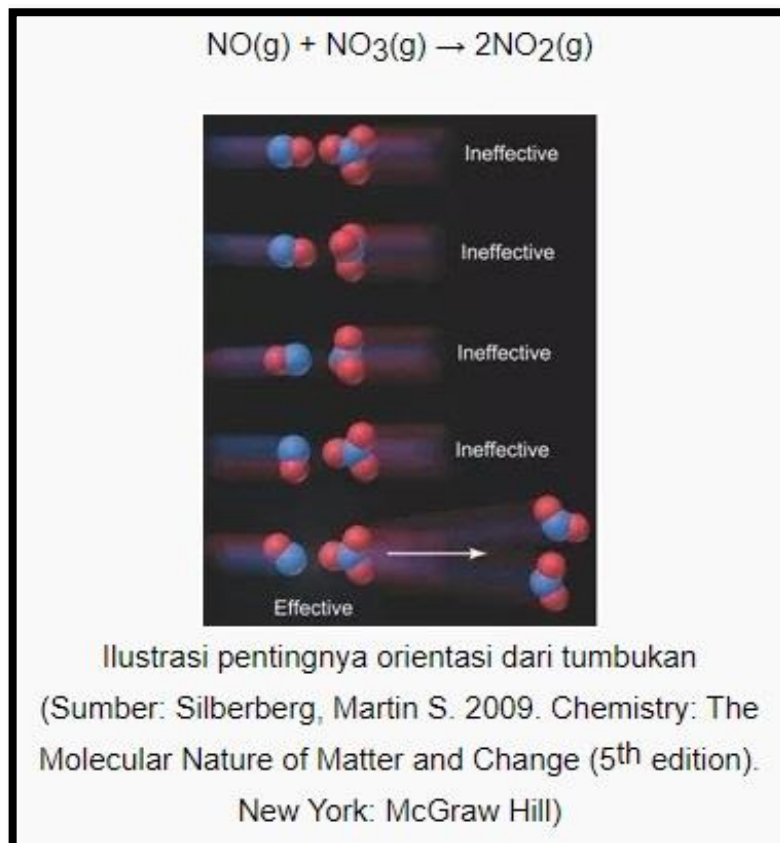 NO(g) + NO₃(g) → 2NO₂(g)
Ineffective
Ineffective
Ineffective
Ineffective
Effective
Ilustrasi pentingnya orientasi dari tumbukan
(Sumber: Silberberg, Martin S. 2009. Chemistry: The
Molecular Nature of Matter and Change (5th edition).
New York: McGraw Hill)